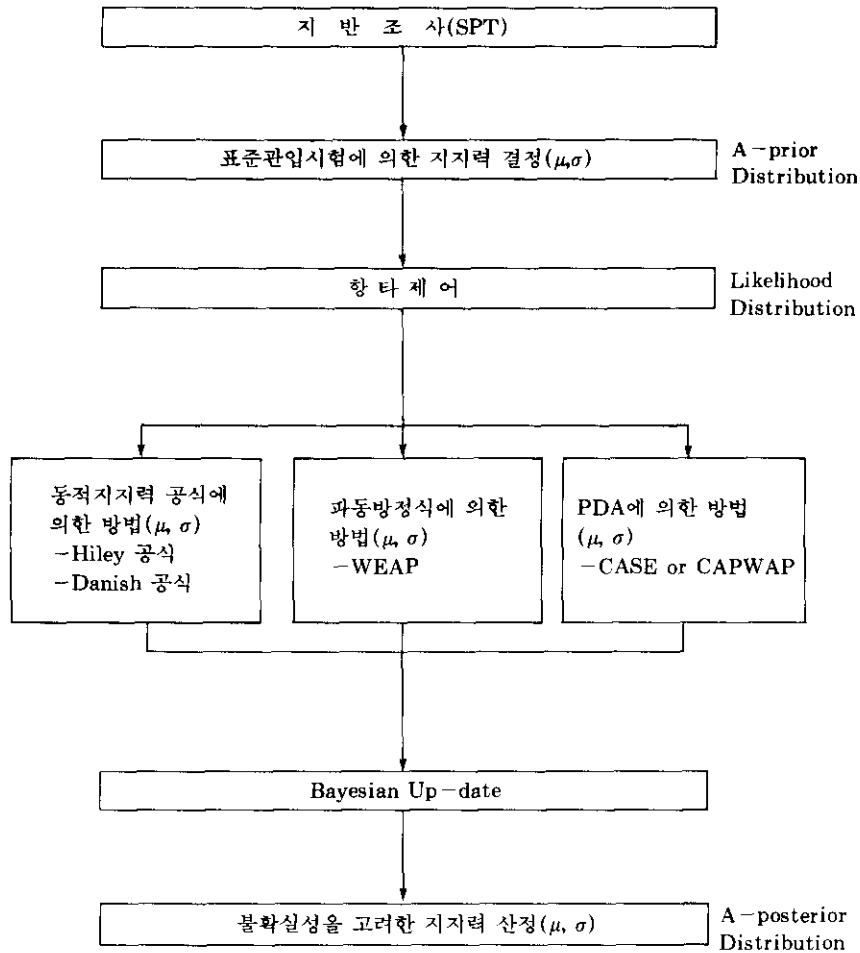 지 반 조 사(SPT)
표준관입시험에 의한 지지력 결정(μ,σ)
A-prior
Distribution
항 타 제 어
Likelihood
Distribution
동적지지력 공식에
의한 방법(μ, σ)
-Hiley 공식
-Danish 공식
파동방정식에 의한
방법(μ, σ)
-WEAP
PDA에 의한 방법
(μ, σ)
-CASE or CAPWAP
Bayesian Up-date
불확실성을 고려한 지지력 산정(μ, σ)
A-posterior
Distribution